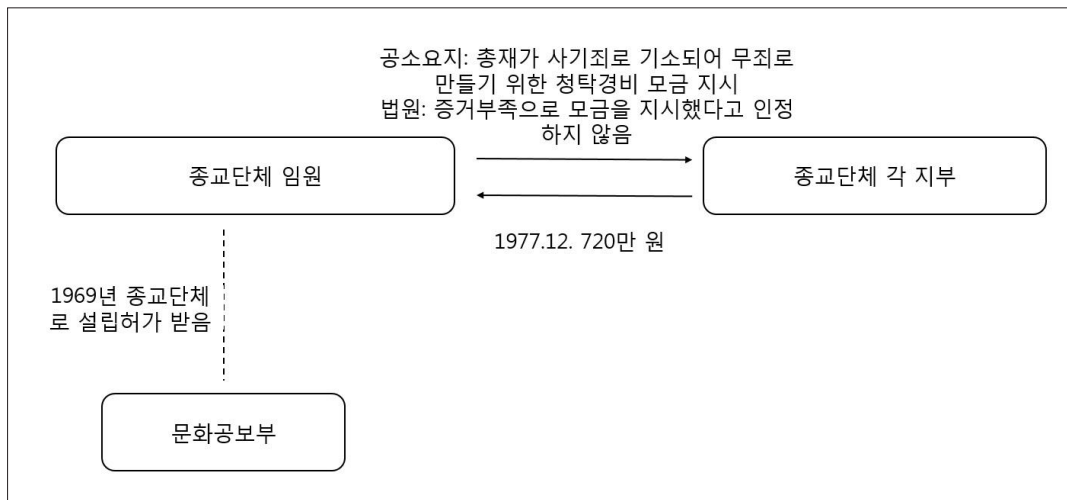 공소요지: 총재가 사기죄로 기소되어 무죄로
만들기 위한 청탁경비 모금 지시
법원: 증거부족으로 모금을 지시했다고 인정
하지 않음
종교단체 임원
종교단체 각 지부
1977.12. 720만 원
1969년 종교단체
로 설립허가 받음
문화공보부